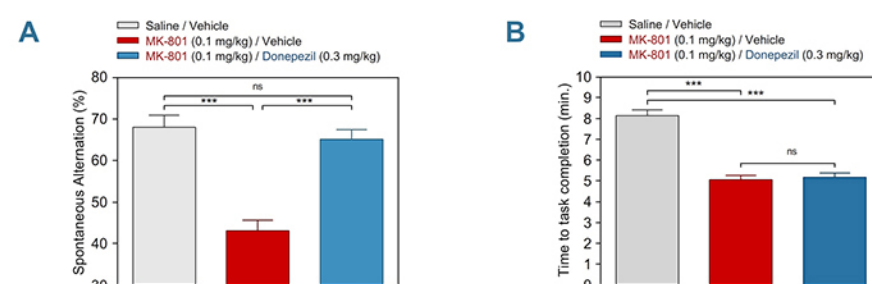 A
Saline / Vehicle
MK-801 (0.1 mg/kg) / Vehicle
MK-801 (0.1 mg/kg) / Donepezil (0.3 mg/kg)
80
70
60
50
40
Spontaneous Alternation (%)
ns
*** ***
B
Saline / Vehicle
MK-801 (0.1 mg/kg) / Vehicle
MK-801 (0.1 mg/kg) / Donepezil (0.3 mg/kg)
10
9
8
7
6
5
4
3
2
1
Time to task completion (min.)
***
***
ns